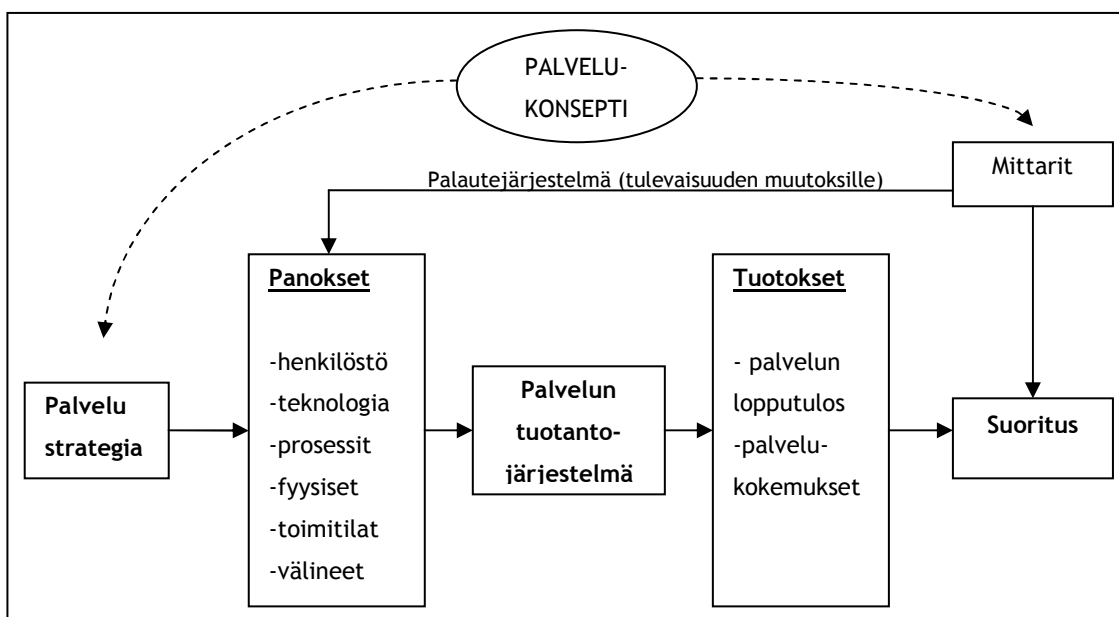 PALVELU-
KONSEPTI
Mittarit
Palautejärjestelmä (tulevaisuuden muutoksille)
Palvelu
strategia
Panokset
-henkilöstö
-teknologia
-prosessit
-fyysiset
-toimitilat
-välineet
Palvelun
tuotanto-
järjestelmä
Tuotokset
- palvelun
lopputulos
-palvelu-
kokemukset
Suoritus